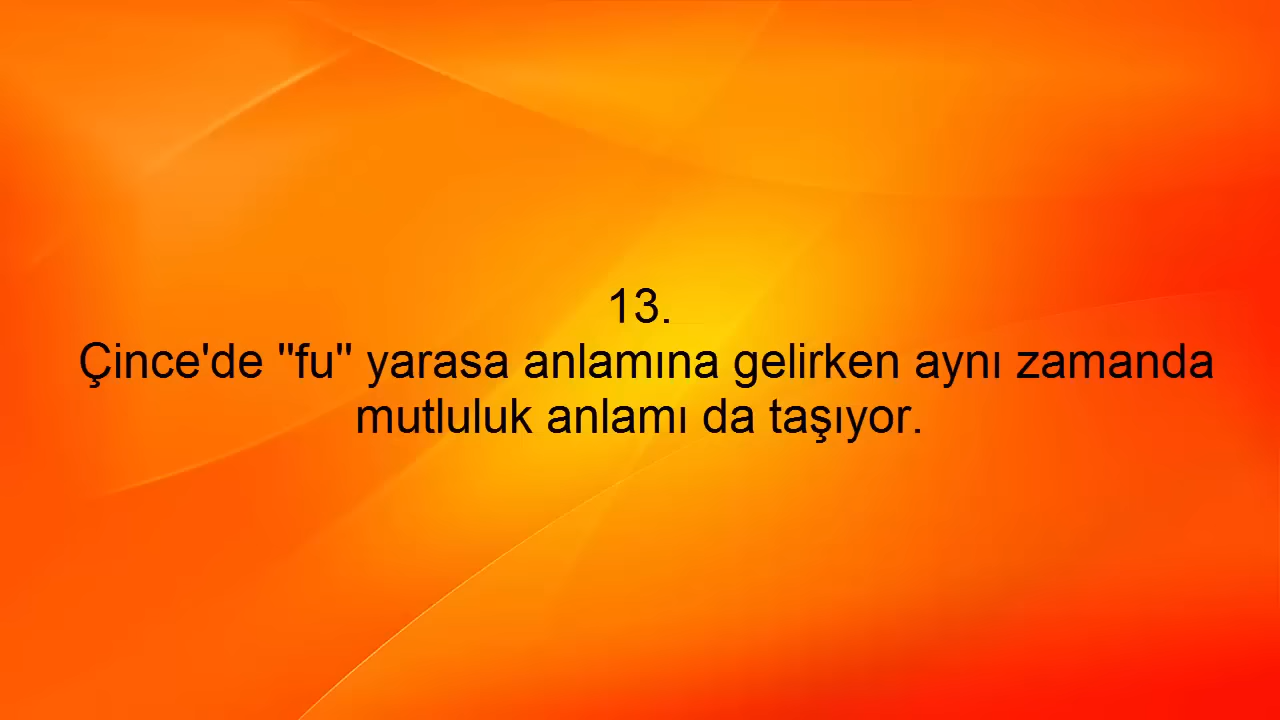 13.
Çince'de "fu" yarasa anlamına gelirken aynı zamanda
mutluluk anlamı da taşıyor.